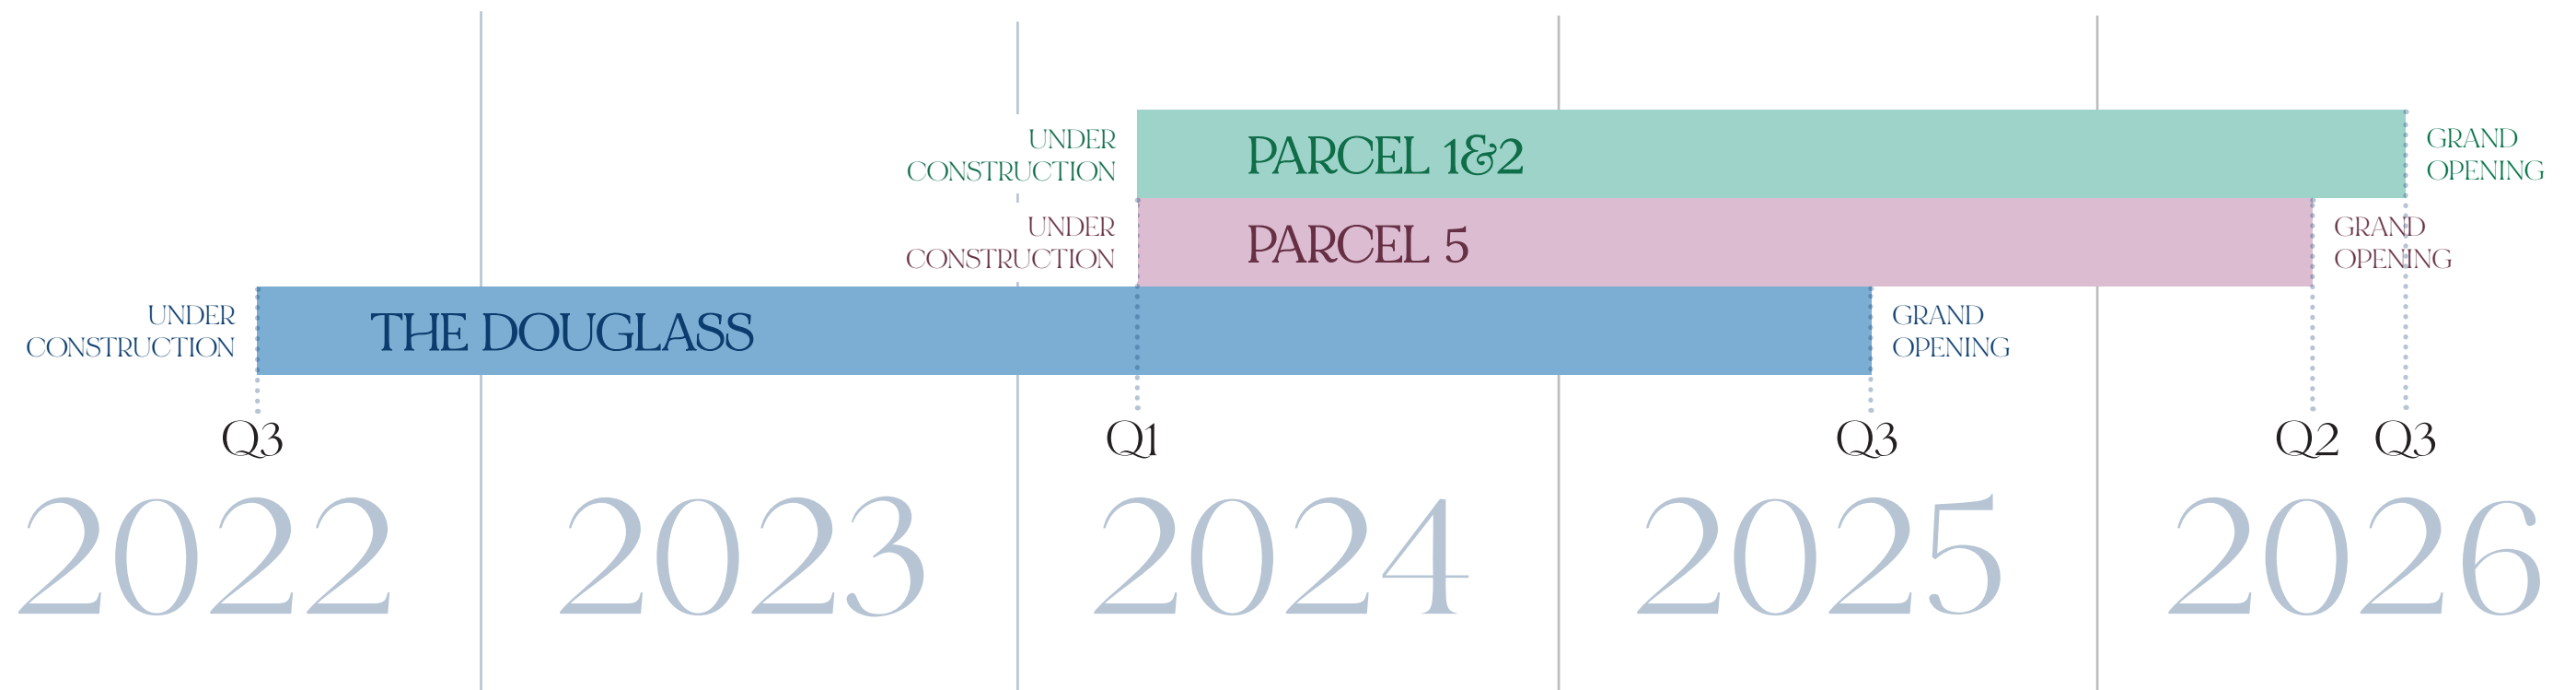 UNDER
CONSTRUCTION
PARCEL 1&2
GRAND
OPENING
UNDER
CONSTRUCTION
PARCEL 5
GRAND
OPENING
UNDER
CONSTRUCTION
THE DOUGLASS
GRAND
OPENING
Q3 Q1 Q3 Q2 Q3
2022 2023 2024 2025 2026